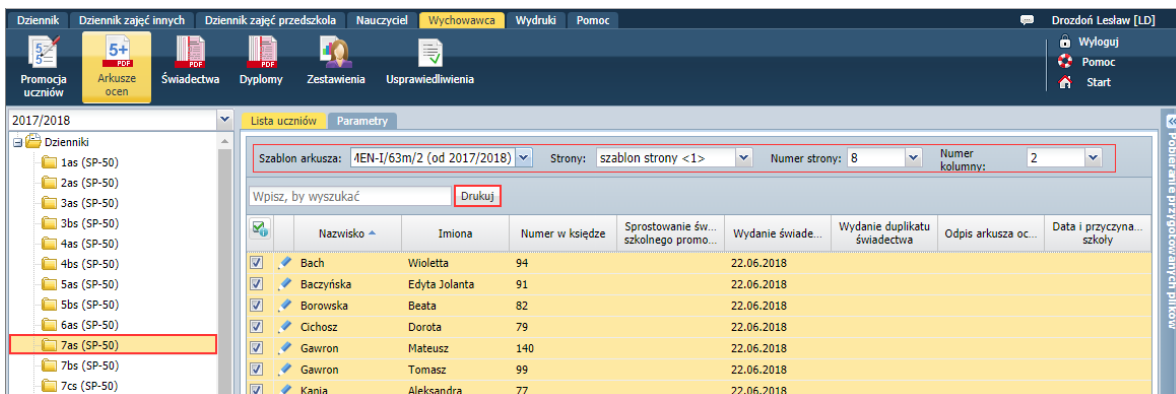 Dziennik Dziennik zajęć innych Dziennik zajęć przedszkola Nauczyciel Wychowawca Wydruki Pomoc Drozdoń Lesław [LD]
5+ PDF PDF PDF
Promocja uczniów
Arkusze ocen
Świadectwa
Dyplomy
Zestawienia
Usprawiedliwienia
Wyloguj
Pomoc
Start
2017/2018
Dzienniki
1as (SP-50)
2as (SP-50)
3as (SP-50)
3bs (SP-50)
4as (SP-50)
4bs (SP-50)
5as (SP-50)
5bs (SP-50)
6as (SP-50)
7as (SP-50)
7bs (SP-50)
7cs (SP-50)
Lista uczniów Parametry
Szablon arkusza: MEN-I/63m/2 (od 2017/2018) Strony: szablon strony <1> Numer strony: 8 Numer kolumny: 2
Wpisz, by wyszukać Drukuj
Nazwisko Imiona Numer w księdze Sprostowanie św... szkolnego promo... Wydanie świade... Wydanie duplikatu świadectwa Odpis arkusza oc... Data i przyczyna... szkoły
Bach Wioletta 94 22.06.2018
Baczyńska Edyta Jolanta 91 22.06.2018
Borowska Beata 82 22.06.2018
Cichosz Dorota 79 22.06.2018
Gawron Mateusz 140 22.06.2018
Gawron Tomasz 99 22.06.2018
Kania Aleksandra 77 22.06.2018
Pobieranie przygotowanych plików